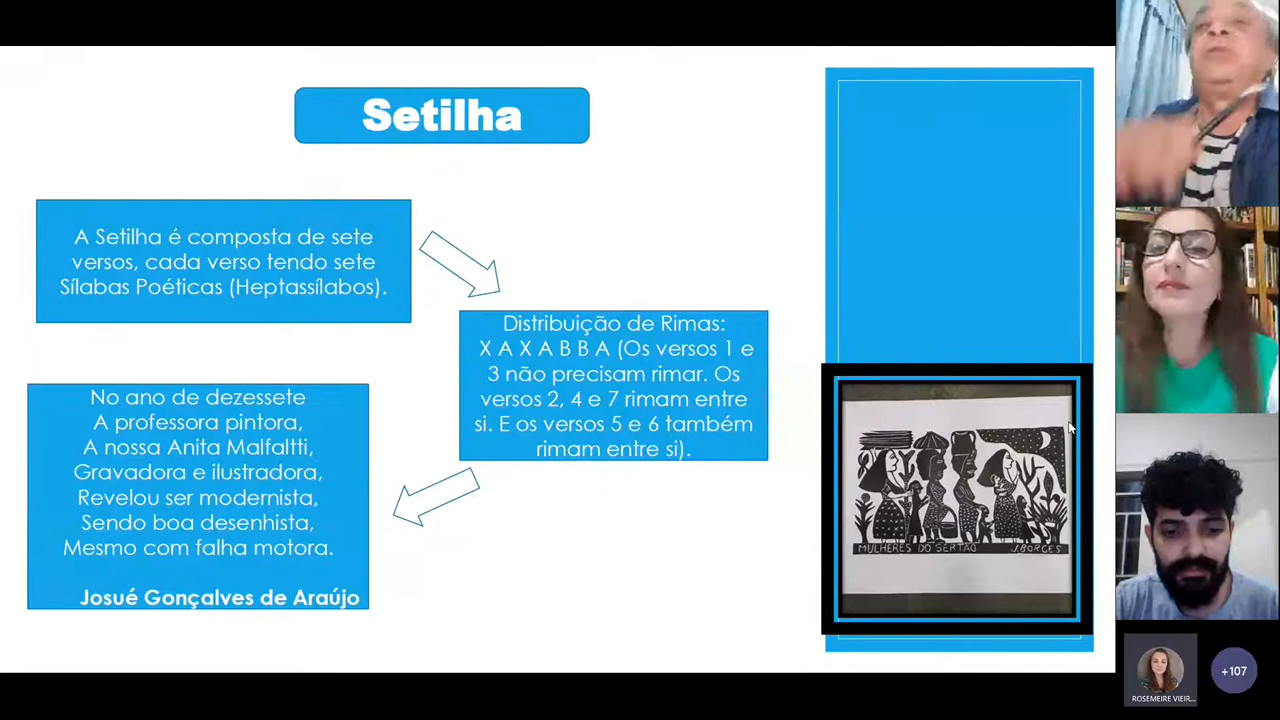 Setilha
A Setilha é composta de sete
versos, cada verso tendo sete
Sílabas Poéticas (Heptassílabos).
Distribuição de Rimas:
X A X A B B A (Os versos 1 e
3 não precisam rimar. Os
versos 2, 4 e 7 rimam entre
si. E os versos 5 e 6 também
rimam entre si).
No ano de dezessete
A professora pintora,
A nossa Anita Malfaltti,
Gravadora e ilustradora,
Revelou ser modernista,
Sendo boa desenhista,
Mesmo com falha motora.
Josué Gonçalves de Araújo
MULHERES DO SERTÃO J.BORGES
ROSEMEIRE VIEIR...
+107